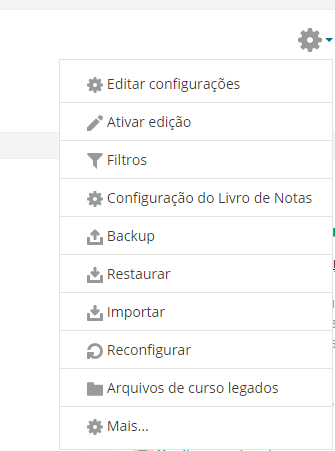 Editar configurações
Ativar edição
Filtros
Configuração do Livro de Notas
Backup
Restaurar
Importar
Reconfigurar
Arquivos de curso legados
Mais...